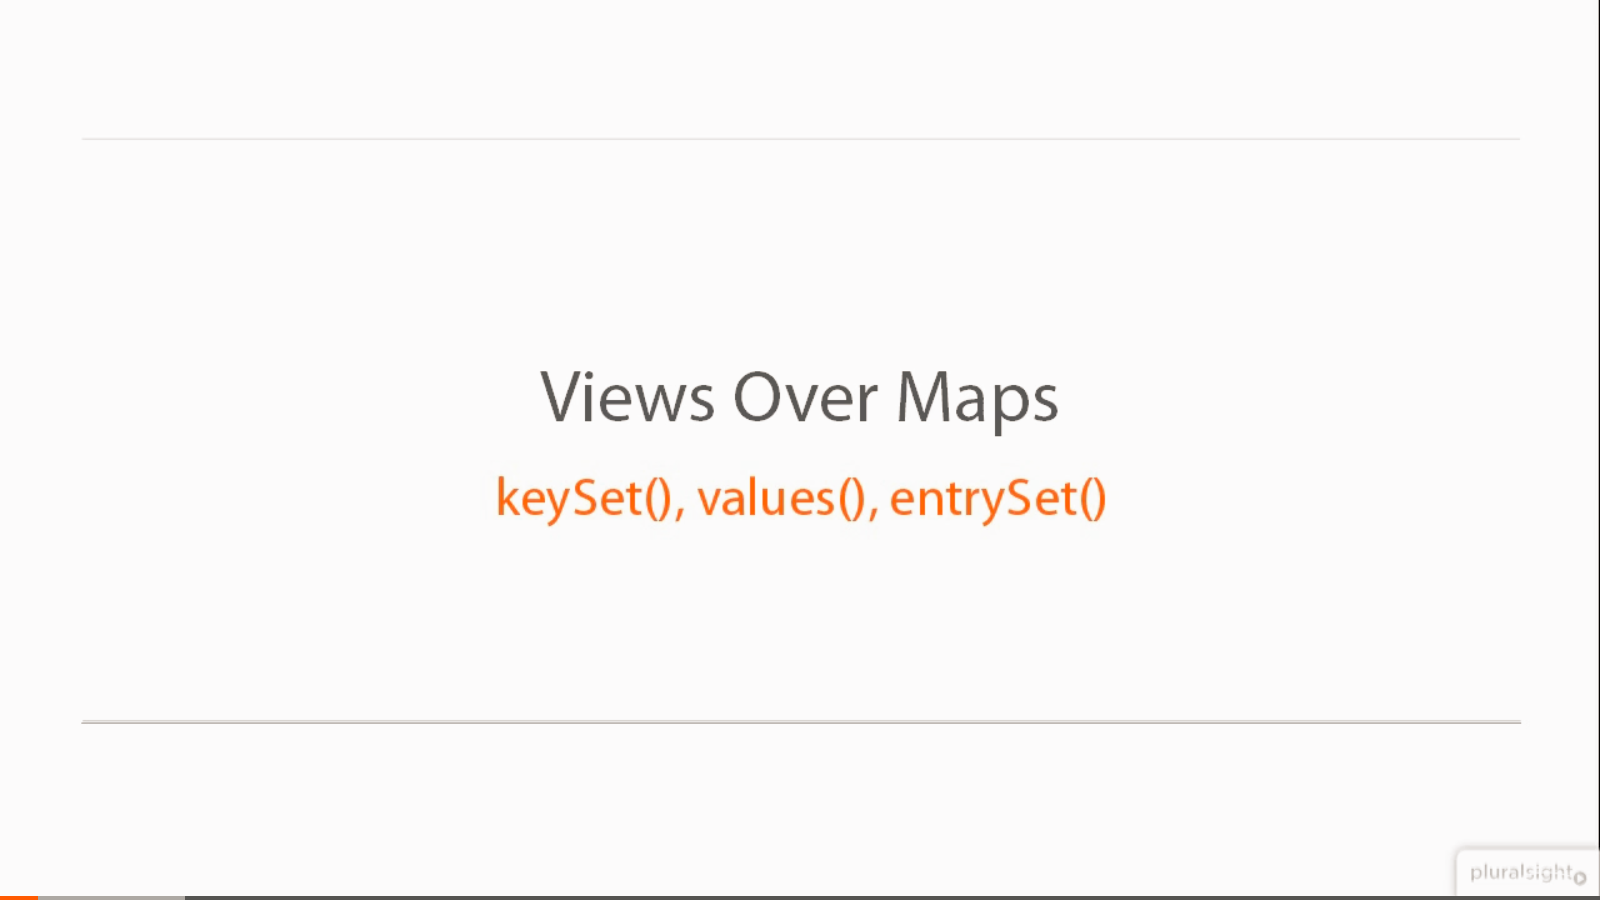 Views Over Maps
keySet(), values(), entrySet()
pluralsight